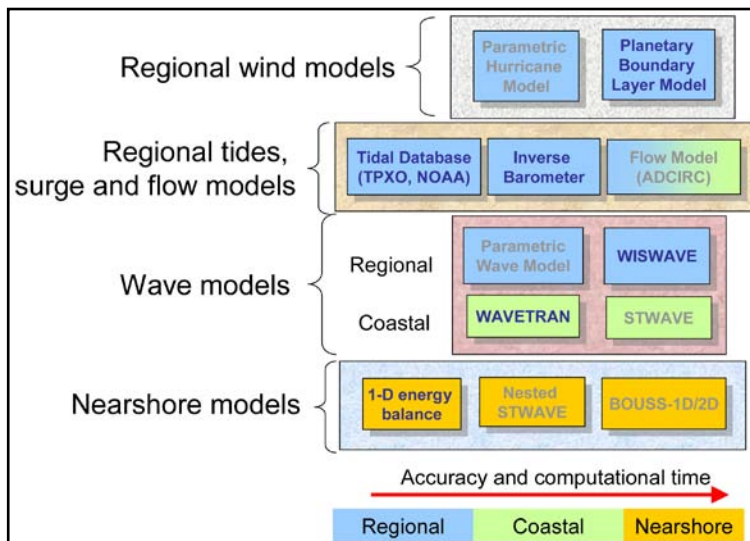 Regional wind models
Parametric
Hurricane
Model
Planetary
Boundary
Layer Model
Regional tides,
surge and flow models
Tidal Database
(TPXO, NOAA)
Inverse
Barometer
Flow Model
(ADCIRC)
Wave models
Regional
Parametric
Wave Model
WISWAVE
Coastal
WAVETRAN
STWAVE
Nearshore models
1-D energy
balance
Nested
STWAVE
BOUSS-1D/2D
Accuracy and computational time
Regional
Coastal
Nearshore